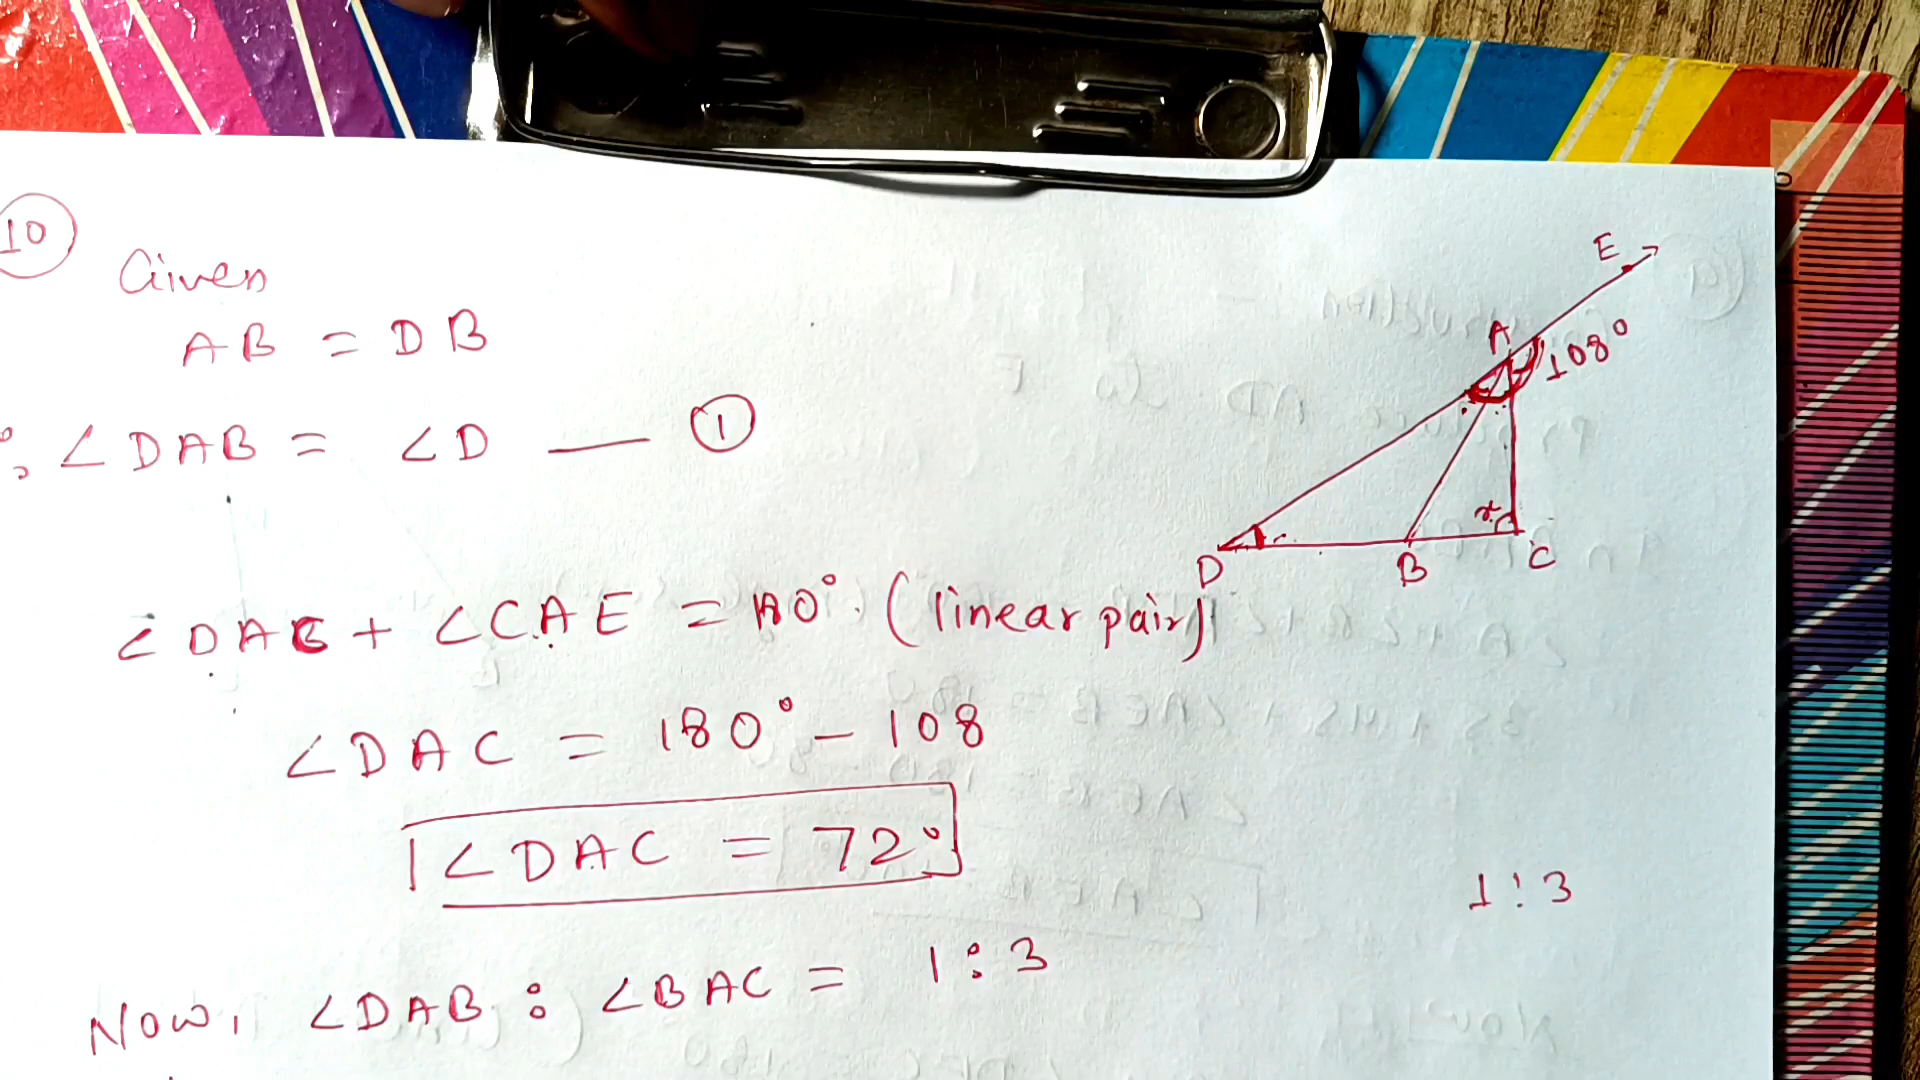 10
Given
AB = DB
∴ ∠DAB = ∠D — 1
∠DAC + ∠CAE = 180° (linear pair)
∠DAC = 180° - 108
∠DAC = 72°
Now, ∠DAB : ∠BAC = 1 : 3
1 : 3
E
A
108°
x
D
B
C